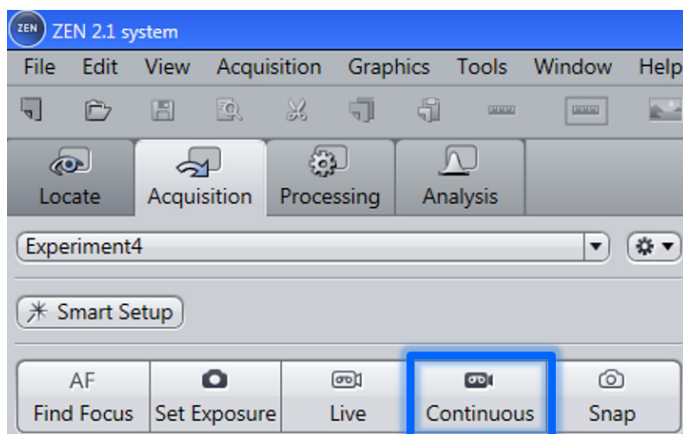 ZEN ZEN 2.1 system
File Edit View Acquisition Graphics Tools Window Help
Locate Acquisition Processing Analysis
Experiment4
Smart Setup
AF
Find Focus Set Exposure Live Continuous Snap